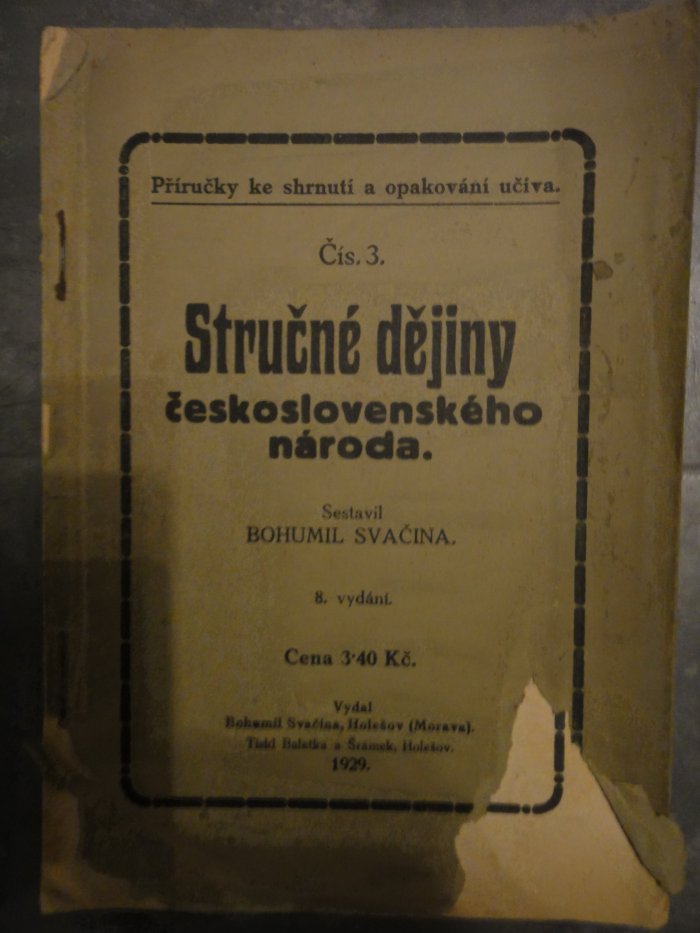 Příručky ke shrnutí a opakování učiva.
Čís. 3.
Stručné dějiny
československého
národa.
Sestavil
BOHUMIL SVAČINA.
8. vydání.
Cena 3·40 Kč.
Vydal
Bohumil Svačina, Holešov (Morava).
Tiskl Balatka a Šrámek, Holešov.
1929.